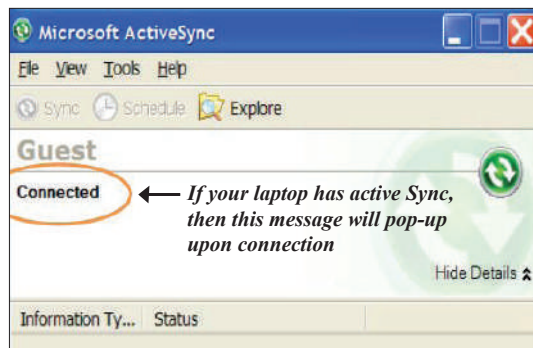 Microsoft ActiveSync
File View Tools Help
Sync Schedule Explore
Guest
Connected
If your laptop has active Sync,
then this message will pop-up
upon connection
Hide Details
Information Ty... Status